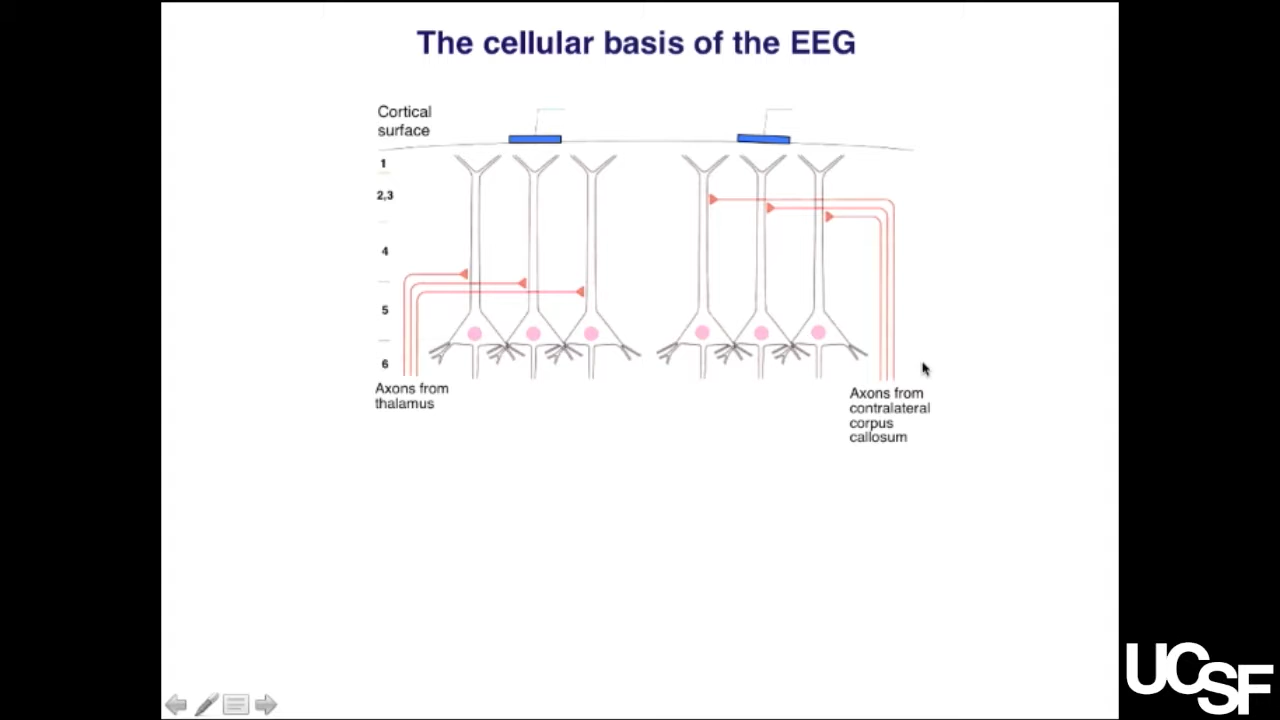 The cellular basis of the EEG
Cortical
surface
1
2,3
4
5
6
Axons from
thalamus
Axons from
contralateral
corpus
callosum
UCSF